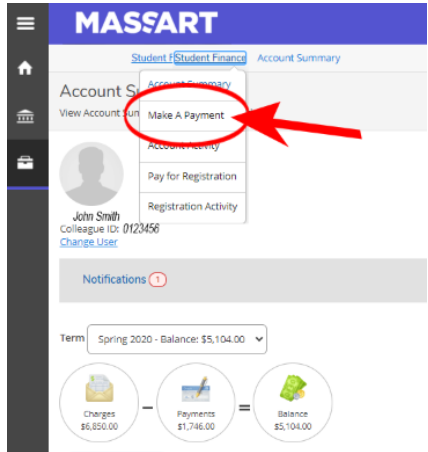 MASSART
Student F Student Finance Account Summary
Account S
View Account Sum
Account Summary
Make A Payment
Account Activity
Pay for Registration
Registration Activity
John Smith
Colleague ID: 0123456
Change User
Notifications 1
Term Spring 2020 - Balance: $5,104.00
Charges
$6,850.00
–
Payments
$1,746.00
=
Balance
$5,104.00